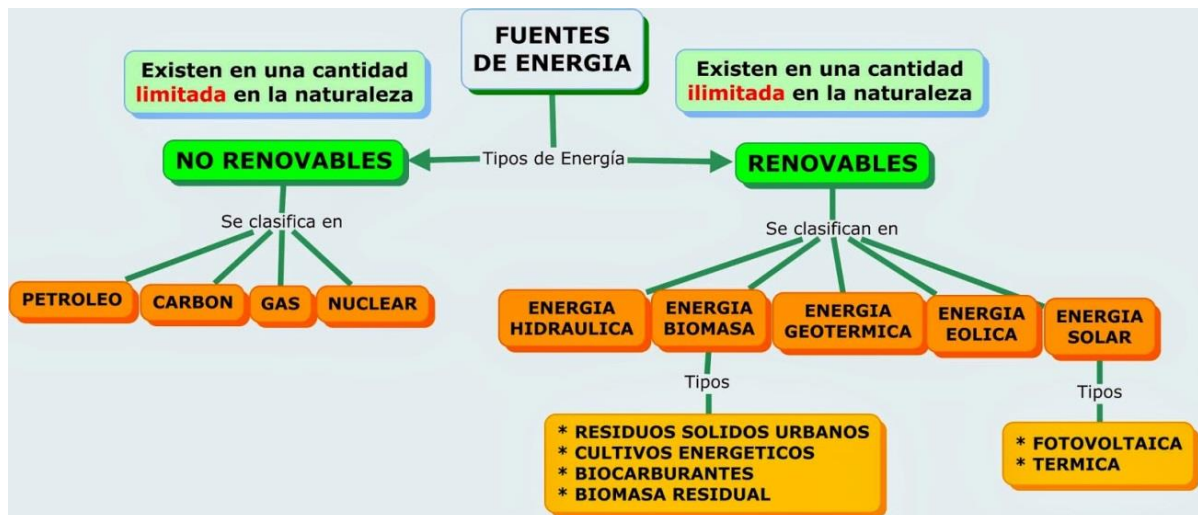 FUENTES
DE ENERGIA
Existen en una cantidad
limitada en la naturaleza
Existen en una cantidad
ilimitada en la naturaleza
NO RENOVABLES
Tipos de Energía
RENOVABLES
Se clasifica en
Se clasifican en
PETROLEO
CARBON
GAS
NUCLEAR
ENERGIA
HIDRAULICA
ENERGIA
BIOMASA
ENERGIA
GEOTERMICA
ENERGIA
EOLICA
ENERGIA
SOLAR
Tipos
* RESIDUOS SOLIDOS URBANOS
* CULTIVOS ENERGETICOS
* BIOCARBURANTES
* BIOMASA RESIDUAL
Tipos
* FOTOVOLTAICA
* TERMICA